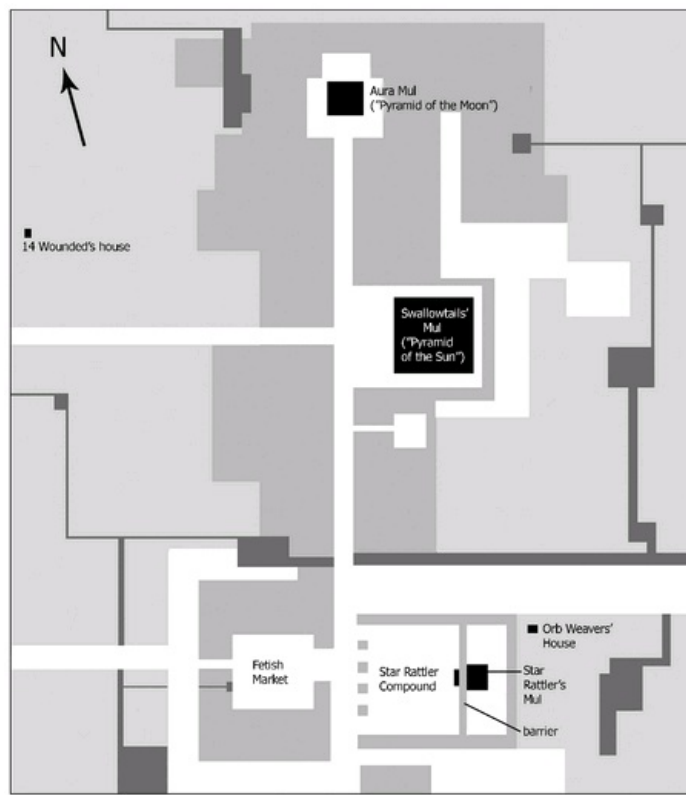 N
Aura Mul
("Pyramid of the Moon")
14 Wounded's house
Swallowtails'
Mul
("Pyramid
of the Sun")
Orb Weavers'
House
Fetish
Market
Star Rattler
Compound
Star
Rattler's
Mul
barrier